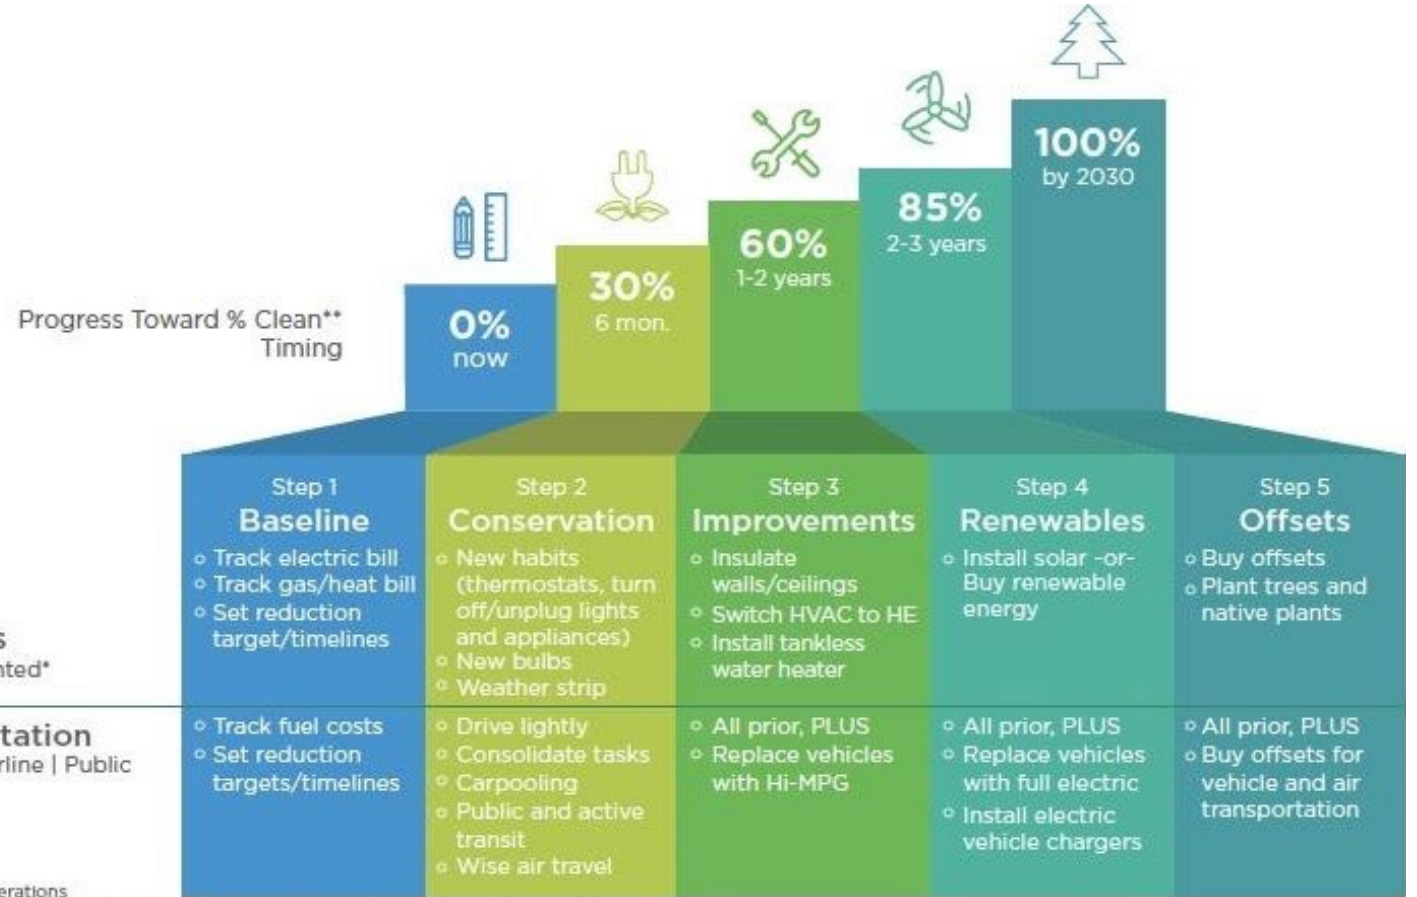 100%
by 2030
85%
2-3 years
60%
1-2 years
30%
6 mon.
0%
now
Progress Toward % Clean**
Timing
Step 1
Baseline
Track electric bill
Track gas/heat bill
Set reduction
target/timelines
Step 2
Conservation
New habits
(thermostats, turn
off/unplug lights
and appliances)
New bulbs
Weather strip
Step 3
Improvements
Insulate
walls/ceilings
Switch HVAC to HE
Install tankless
water heater
Step 4
Renewables
Install solar -or-
Buy renewable
energy
Step 5
Offsets
Buy offsets
Plant trees and
native plants
s
nted*
tation
rline | Public
Track fuel costs
Set reduction
targets/timelines
Drive lightly
Consolidate tasks
Carpooling
Public and active
transit
Wise air travel
All prior, PLUS
Replace vehicles
with Hi-MPG
All prior, PLUS
Replace vehicles
with full electric
Install electric
vehicle chargers
All prior, PLUS
Buy offsets for
vehicle and air
transportation
erations